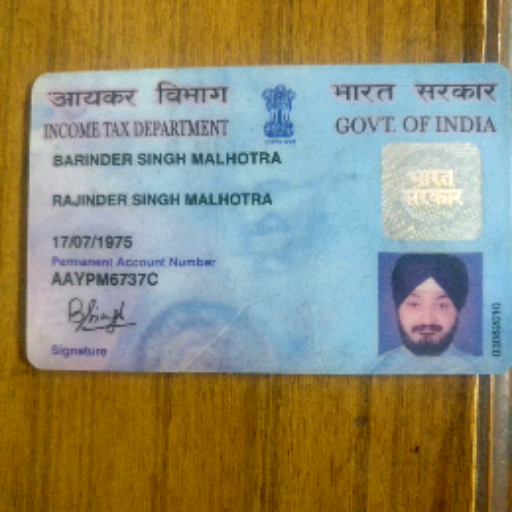 आयकर विभाग
भारत सरकार
INCOME TAX DEPARTMENT
GOVT. OF INDIA
BARINDER SINGH MALHOTRA
RAJINDER SINGH MALHOTRA
17/07/1975
Permanent Account Number
AAYPM6737C
Signature
भारत
सरकार